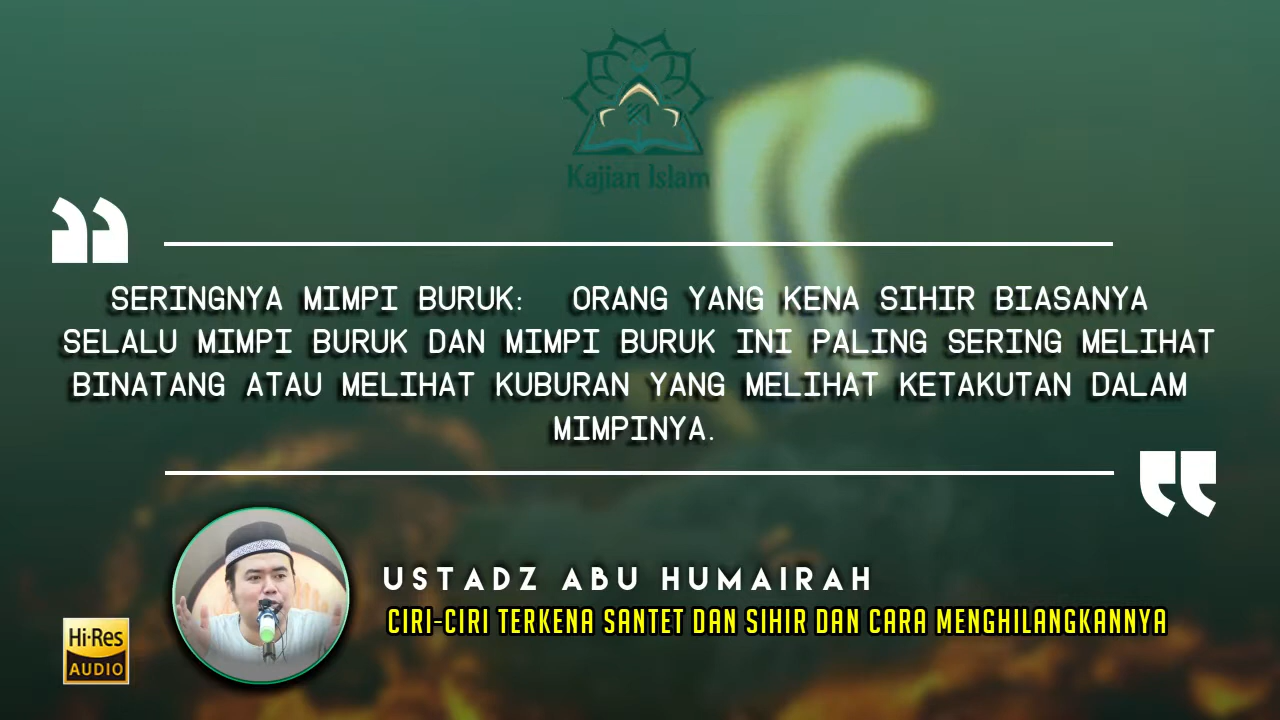 Kajian Islam
SERINGNYA MIMPI BURUK: ORANG YANG KENA SIHIR BIASANYA
SELALU MIMPI BURUK DAN MIMPI BURUK INI PALING SERING MELIHAT
BINATANG ATAU MELIHAT KUBURAN YANG MELIHAT KETAKUTAN DALAM
MIMPINYA.
USTADZ ABU HUMAIRAH
CIRI-CIRI TERKENA SANTET DAN SIHIR DAN CARA MENGHILANGKANNYA
Hi-Res
AUDIO